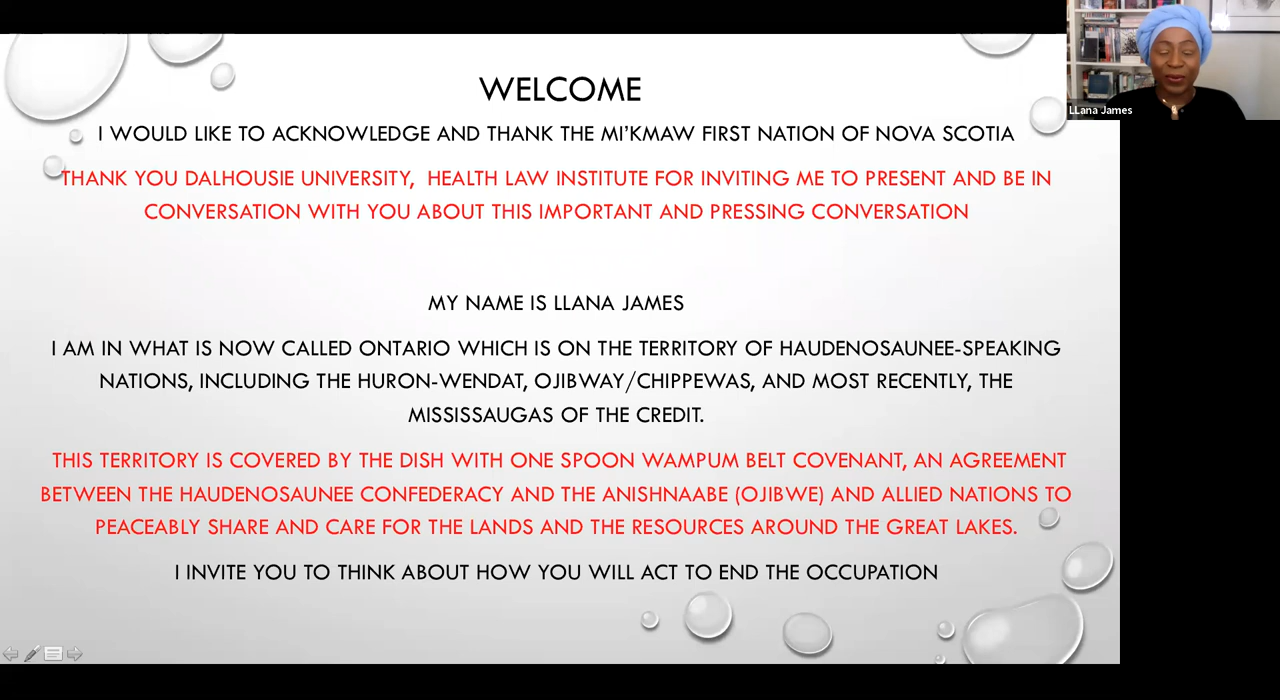 WELCOME
LLana James
I WOULD LIKE TO ACKNOWLEDGE AND THANK THE MI'KMAW FIRST NATION OF NOVA SCOTIA
THANK YOU DALHOUSIE UNIVERSITY, HEALTH LAW INSTITUTE FOR INVITING ME TO PRESENT AND BE IN
CONVERSATION WITH YOU ABOUT THIS IMPORTANT AND PRESSING CONVERSATION
MY NAME IS LLANA JAMES
I AM IN WHAT IS NOW CALLED ONTARIO WHICH IS ON THE TERRITORY OF HAUDENOSAUNEE-SPEAKING
NATIONS, INCLUDING THE HURON-WENDAT, OJIBWAY/CHIPPEWAS, AND MOST RECENTLY, THE
MISSISSAUGAS OF THE CREDIT.
THIS TERRITORY IS COVERED BY THE DISH WITH ONE SPOON WAMPUM BELT COVENANT, AN AGREEMENT
BETWEEN THE HAUDENOSAUNEE CONFEDERACY AND THE ANISHNAABE (OJIBWE) AND ALLIED NATIONS TO
PEACEABLY SHARE AND CARE FOR THE LANDS AND THE RESOURCES AROUND THE GREAT LAKES.
I INVITE YOU TO THINK ABOUT HOW YOU WILL ACT TO END THE OCCUPATION